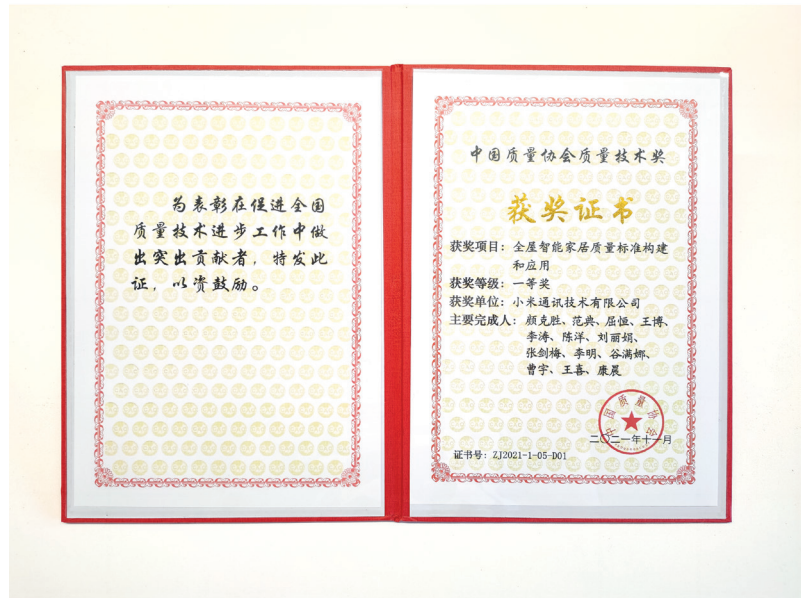 为表彰在促进全国
质量技术进步工作中做
出突出贡献者，特发此
证，以资鼓励。
中国质量协会质量技术奖
获奖证书
获奖项目：全屋智能家居质量标准构建
和应用
获奖等级：一等奖
获奖单位：小米通讯技术有限公司
主要完成人：颜克胜、范典、屈恒、王博、
李涛、陈洋、刘丽娟、
张剑梅、李明、谷满娜、
曹宇、王喜、康晨
中国质量协会
二〇二一年十一月
证书号：ZJ2021-1-05-D01